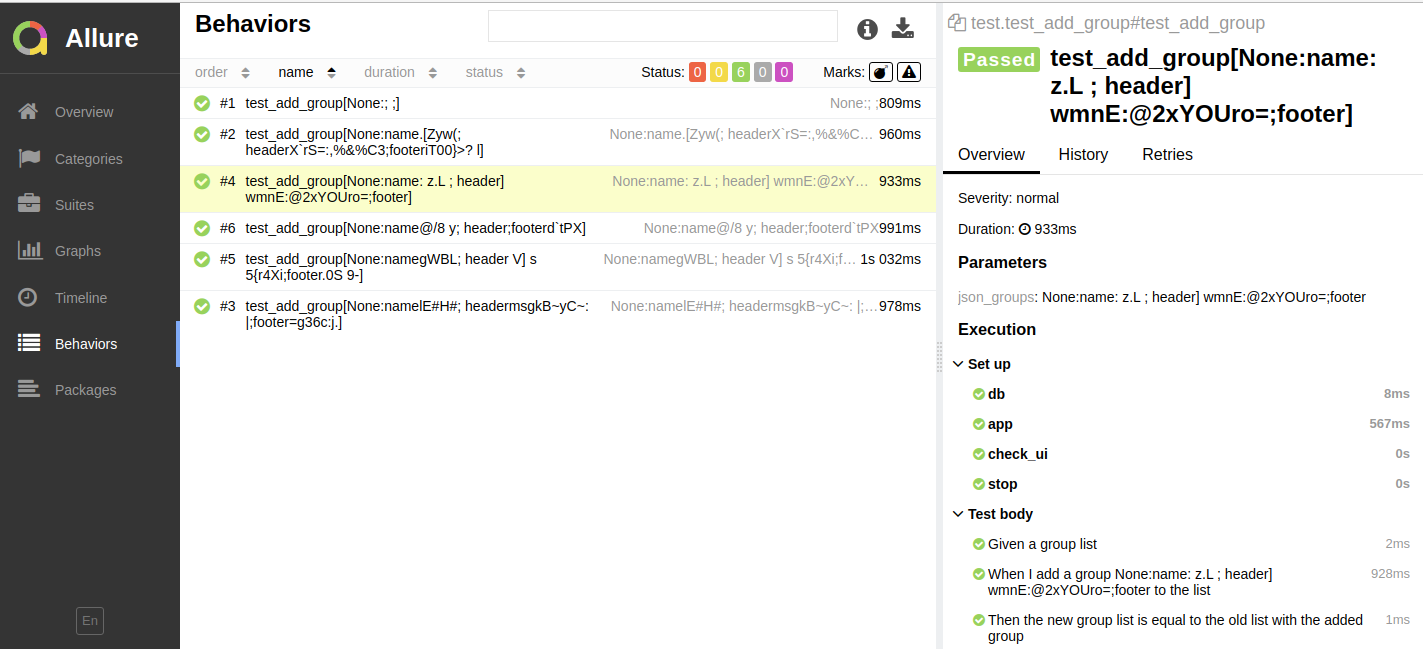 Allure
Overview
Categories
Suites
Graphs
Timeline
Behaviors
Packages
En
Behaviors
order name duration status Status: 0 0 6 0 0 Marks:
#1 test_add_group[None:; ;] None:; ; 809ms
#2 test_add_group[None:name.[Zyw(; None:name.[Zyw(; headerX`rS=:,%&%C… 960ms
headerX`rS=:,%&%C3;footeriT00}>? l]
#4 test_add_group[None:name: z.L ; header] None:name: z.L ; header] wmnE:@2xY… 933ms
wmnE:@2xYOUro=;footer]
#6 test_add_group[None:name@/8 y; header;footerd`tPX] None:name@/8 y; header;footerd`tPX 991ms
#5 test_add_group[None:namegWBL; header V] s None:namegWBL; header V] s 5{r4Xi;f… 1s 032ms
5{r4Xi;footer.0S 9-]
#3 test_add_group[None:namelE#H#; headermsgkB~yC~: None:namelE#H#; headermsgkB~yC~: |;… 978ms
|;footer=g36c:j.]
test.test_add_group#test_add_group
Passed test_add_group[None:name:
z.L ; header]
wmnE:@2xYOUro=;footer]
Overview History Retries
Severity: normal
Duration: 933ms
Parameters
json_groups: None:name: z.L ; header] wmnE:@2xYOUro=;footer
Execution
Set up
db 8ms
app 567ms
check_ui 0s
stop 0s
Test body
Given a group list 2ms
When I add a group None:name: z.L ; header] 928ms
wmnE:@2xYOUro=;footer to the list
Then the new group list is equal to the old list with the added 1ms
group